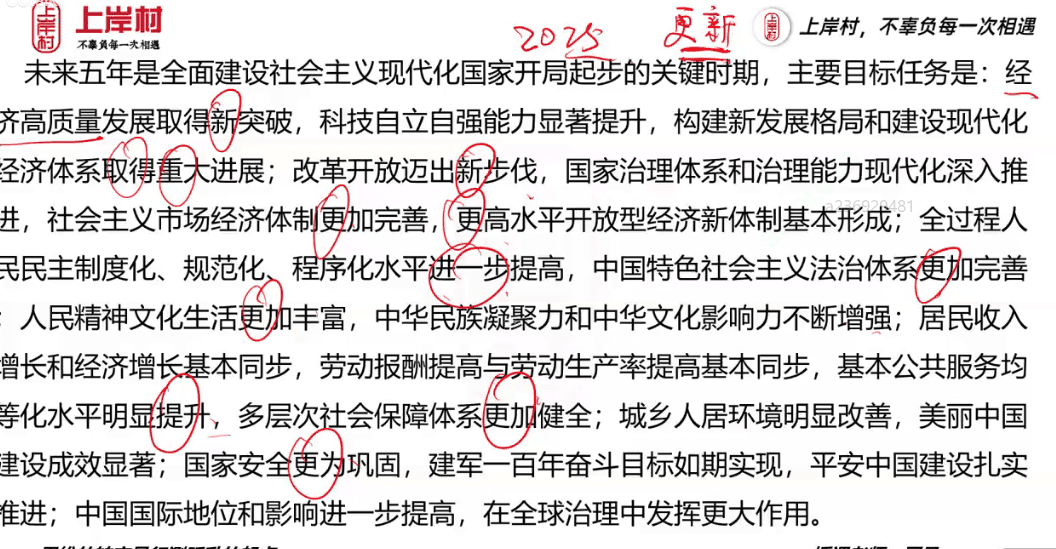 上岸村
上岸村
不辜负每一次相遇
2025 更新
上岸村
上岸村，不辜负每一次相遇
未来五年是全面建设社会主义现代化国家开局起步的关键时期，主要目标任务是：经
济高质量发展取得新突破，科技自立自强能力显著提升，构建新发展格局和建设现代化
经济体系取得重大进展；改革开放迈出新步伐，国家治理体系和治理能力现代化深入推
进，社会主义市场经济体制更加完善，更高水平开放型经济新体制基本形成；全过程人
民民主制度化、规范化、程序化水平进一步提高，中国特色社会主义法治体系更加完善
；人民精神文化生活更加丰富，中华民族凝聚力和中华文化影响力不断增强；居民收入
增长和经济增长基本同步，劳动报酬提高与劳动生产率提高基本同步，基本公共服务均
等化水平明显提升，多层次社会保障体系更加健全；城乡人居环境明显改善，美丽中国
建设成效显著；国家安全更为巩固，建军一百年奋斗目标如期实现，平安中国建设扎实
推进；中国国际地位和影响进一步提高，在全球治理中发挥更大作用。
a236929481